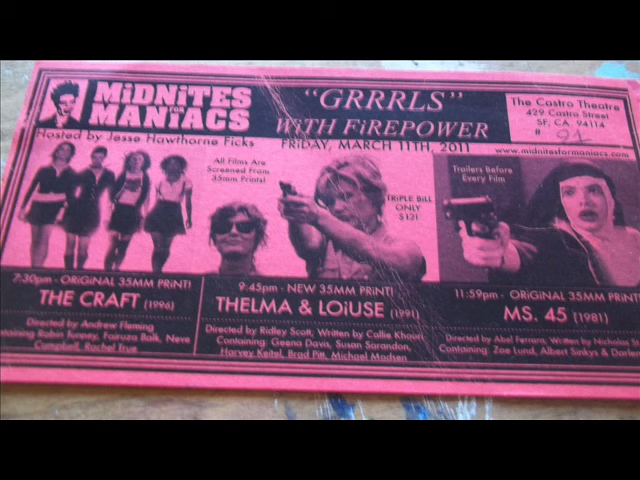 MiDNiTES
FOR
MANiACS
Hosted by Jesse Hawthorne Ficks
"GRRRLS"
WiTH FiREPOWER
FRiDAY, MARCH 11TH, 2011
The Castro Theatre
429 Castro Street
SF, CA. 94114
#
www.midnitesformaniacs.com
All Films Are
Screened From
35mm Prints!
TRIPLE BILL
ONLY
$12!
Trailers Before
Every Film
7:30pm - ORiGiNAL 35MM PRiNT!
THE CRAFT (1996)
Directed by Andrew Fleming
Tunney, Fairuza Balk, Neve
Campbell, Rachel True
9:45pm - NEW 35MM PRiNT!
THELMA & LOiUSE (1991)
Directed by Ridley Scott, Written by Callie Khouri
Containing: Geena Davis, Susan Sarandon,
Harvey Keitel, Brad Pitt, Michael Madsen
11:59pm - ORiGiNAL 35MM PRiNT
MS. 45 (1981)
Directed by Abel Ferrara, Written by Nicholas St.
Containing: Zoe Lund, Albert Sinkys &